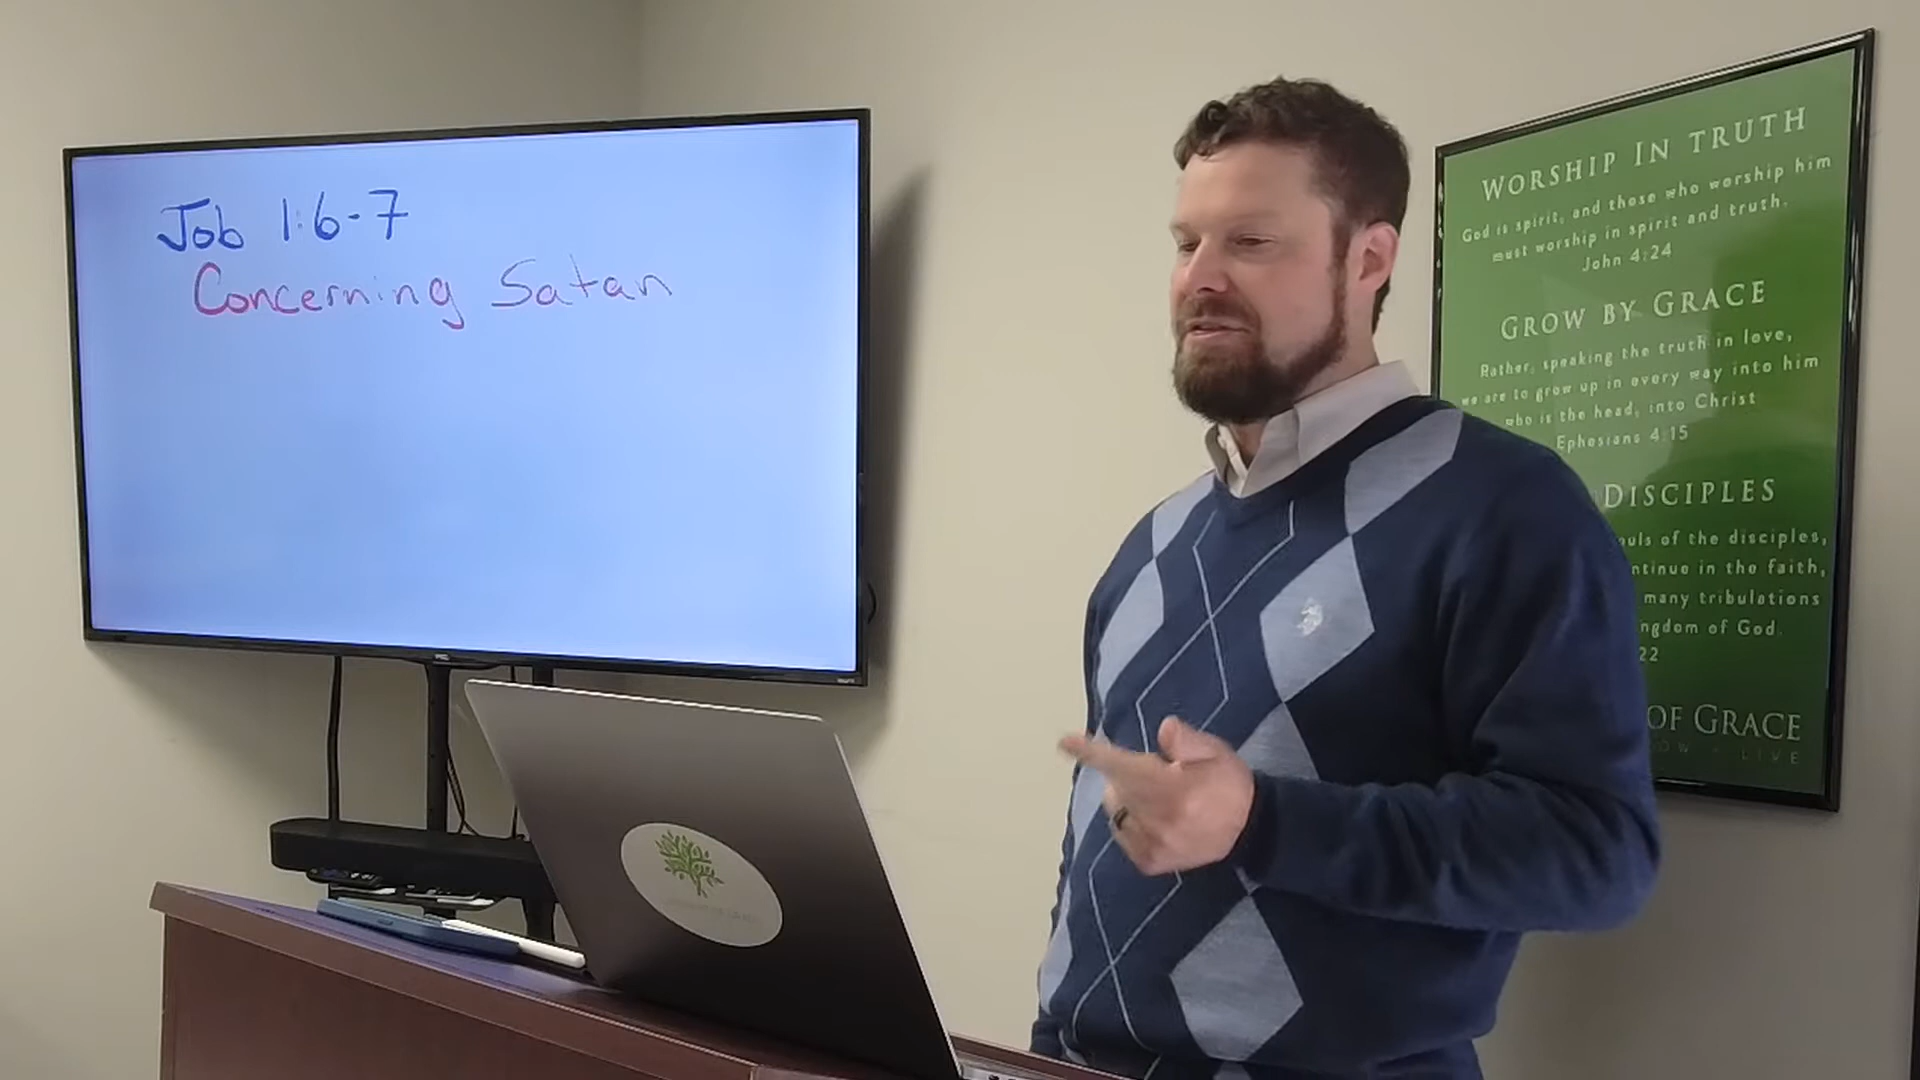 Job 1:6-7
Concerning Satan
WORSHIP IN TRUTH
God is spirit, and those who worship him
must worship in spirit and truth.
John 4:24
GROW BY GRACE
Rather, speaking the truth in love,
we are to grow up in every way into him
who is the head, into Christ
Ephesians 4:15
DISCIPLES
of the disciples,
in the faith,
many tribulations
of God.
22
OF GRACE
LIVE